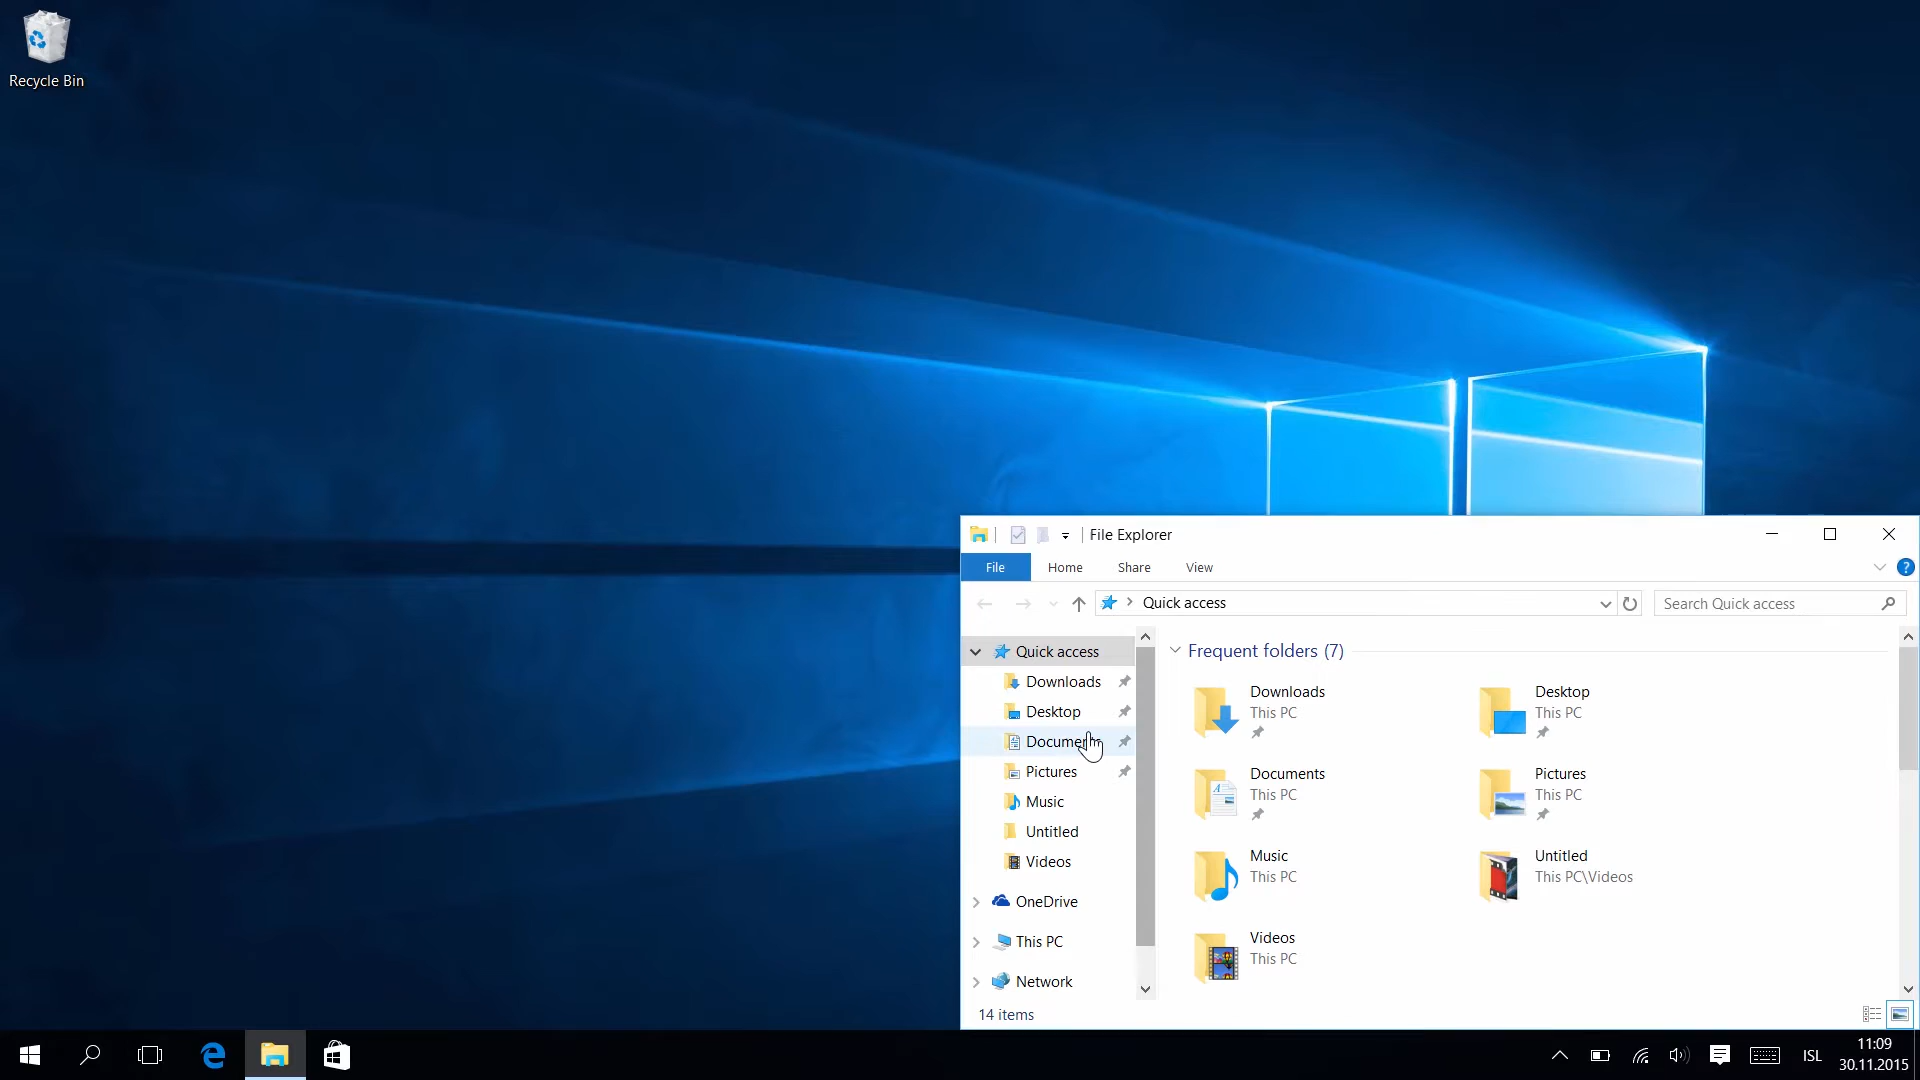 Recycle Bin
File Explorer
File Home Share View
Quick access
Search Quick access
Quick access
Downloads
Desktop
Documents
Pictures
Music
Untitled
Videos
OneDrive
This PC
Network
Frequent folders (7)
Downloads
This PC
Desktop
This PC
Documents
This PC
Pictures
This PC
Music
This PC
Untitled
This PC\Videos
Videos
This PC
14 items
ISL
11:09
30.11.2015